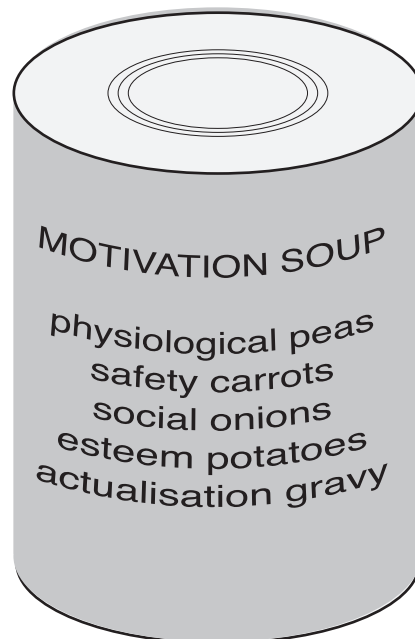 MOTIVATION SOUP
physiological peas
safety carrots
social onions
esteem potatoes
actualisation gravy